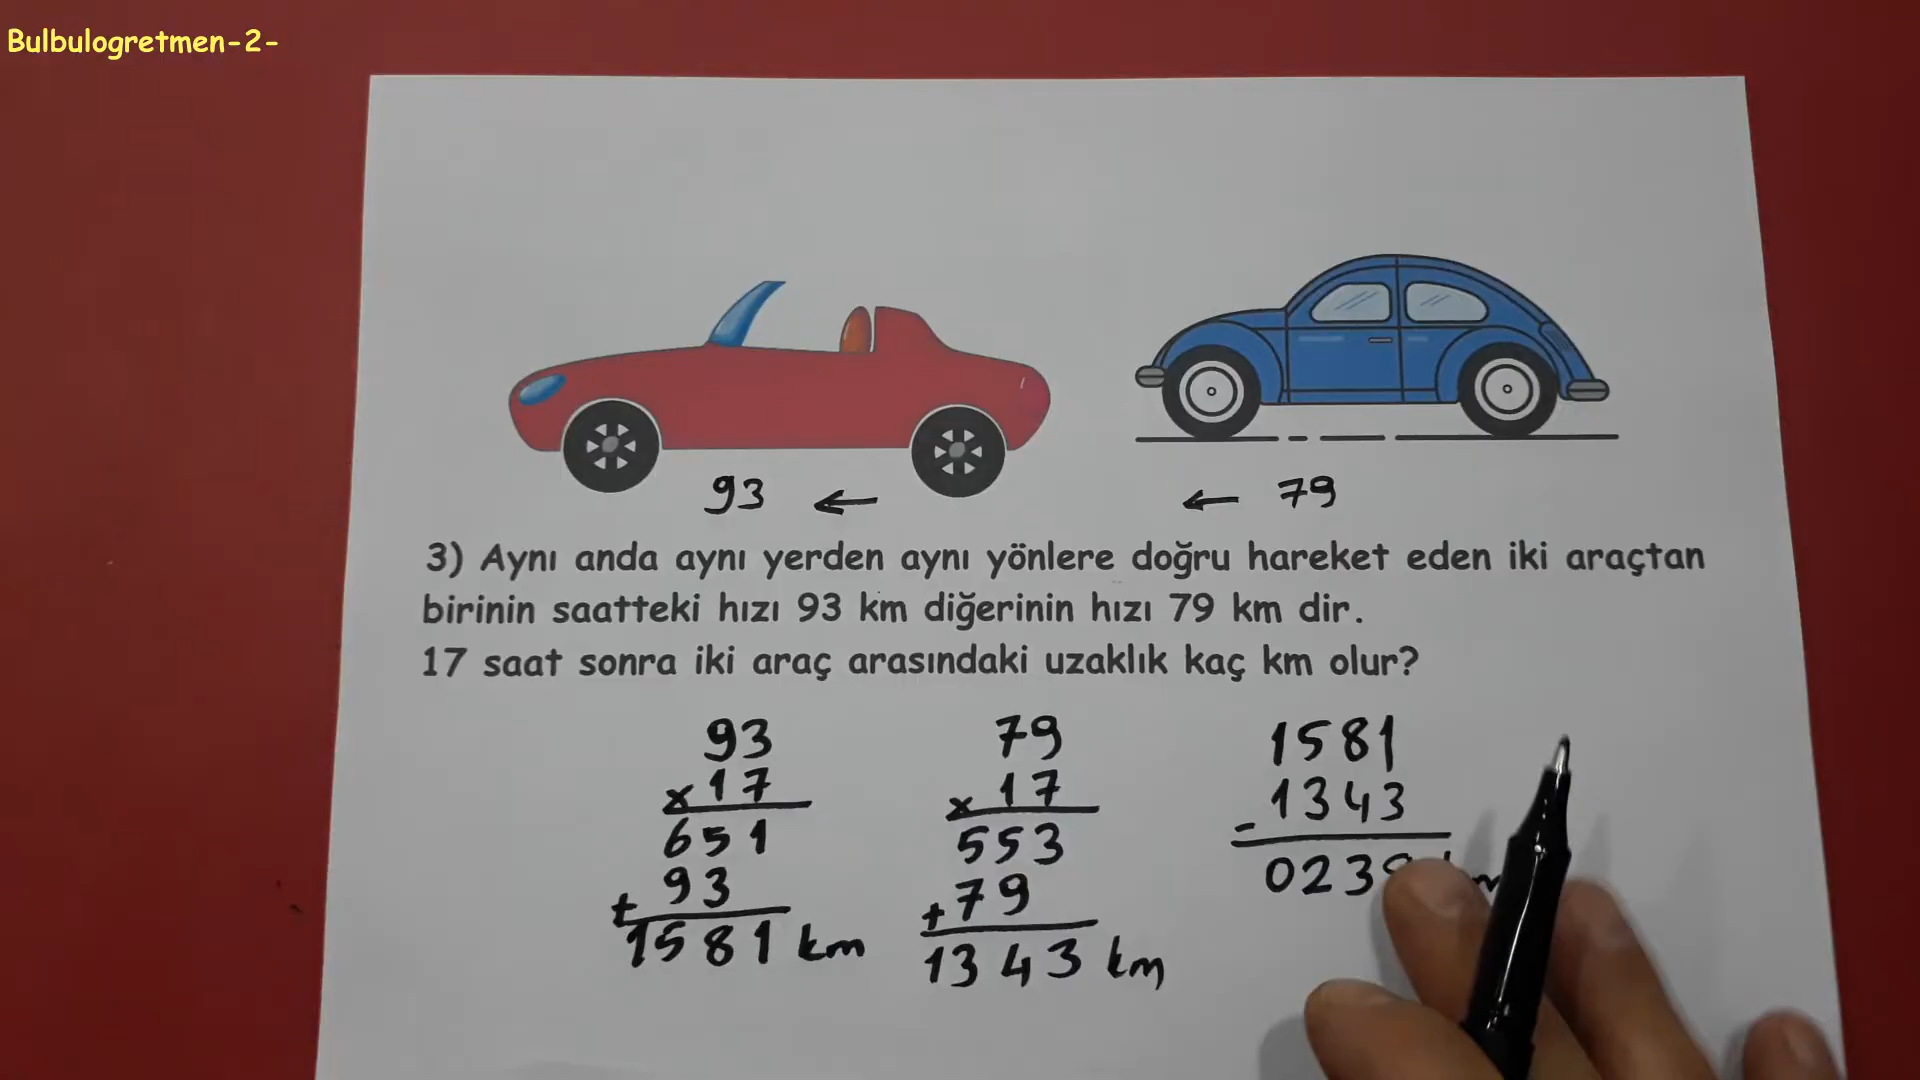 Bulbulogretmen-2-
93 ← ← 79
3) Aynı anda aynı yerden aynı yönlere doğru hareket eden iki araçtan
birinin saatteki hızı 93 km diğerinin hızı 79 km dir.
17 saat sonra iki araç arasındaki uzaklık kaç km olur?
93
x 17
651
+ 93
1581 km
79
x 17
553
+ 79
1343 km
1581
- 1343
023